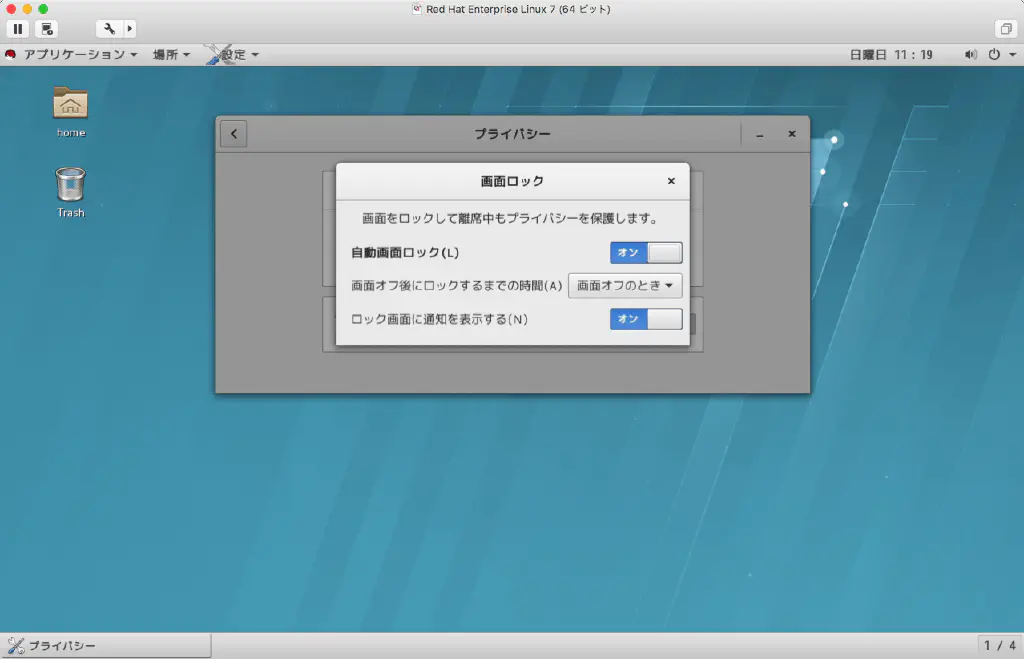 Red Hat Enterprise Linux 7 (64 ビット)
アプリケーション 場所 設定 日曜日 11 : 19
home
Trash
プライバシー
画面ロック
画面をロックして離席中もプライバシーを保護します。
自動画面ロック(L) オン
画面オフ後にロックするまでの時間(A) 画面オフのとき
ロック画面に通知を表示する(N) オン
プライバシー 1 / 4